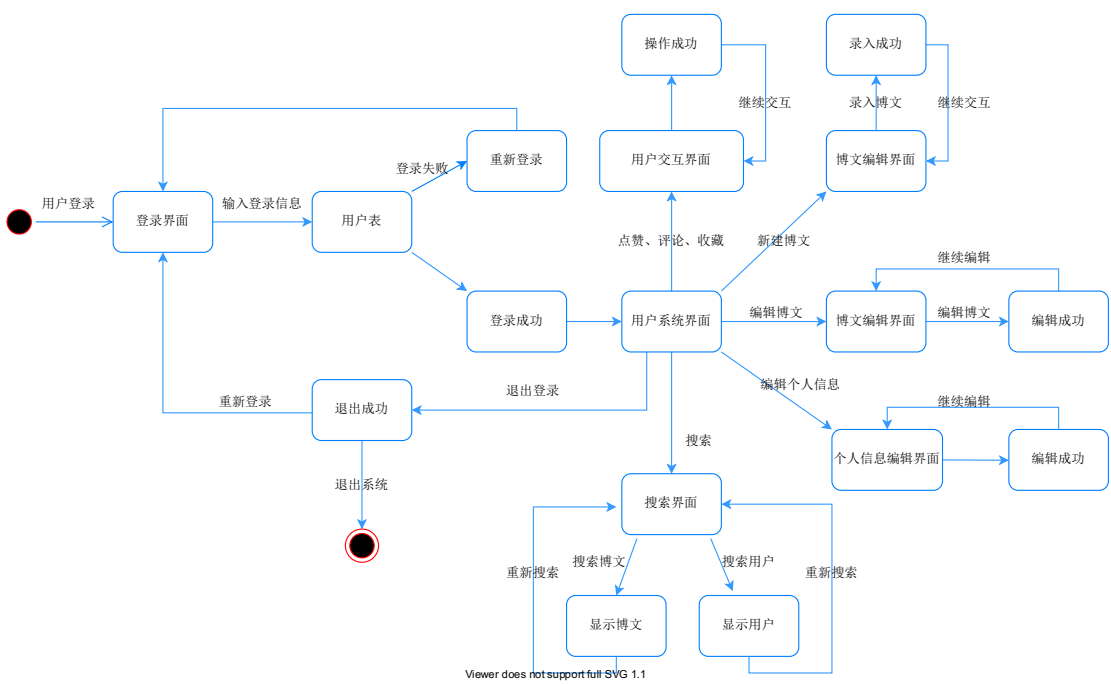 操作成功
录入成功
继续交互
录入博文
继续交互
重新登录
用户交互界面
博文编辑界面
登录失败
用户登录
登录界面
输入登录信息
用户表
点赞、评论、收藏
新建博文
继续编辑
登录成功
用户系统界面
编辑博文
博文编辑界面
编辑博文
编辑成功
退出登录
编辑个人信息
重新登录
退出成功
继续编辑
搜索
个人信息编辑界面
编辑成功
退出系统
搜索界面
重新搜索
搜索博文
搜索用户
重新搜索
显示博文
显示用户
Viewer does not support full SVG 1.1